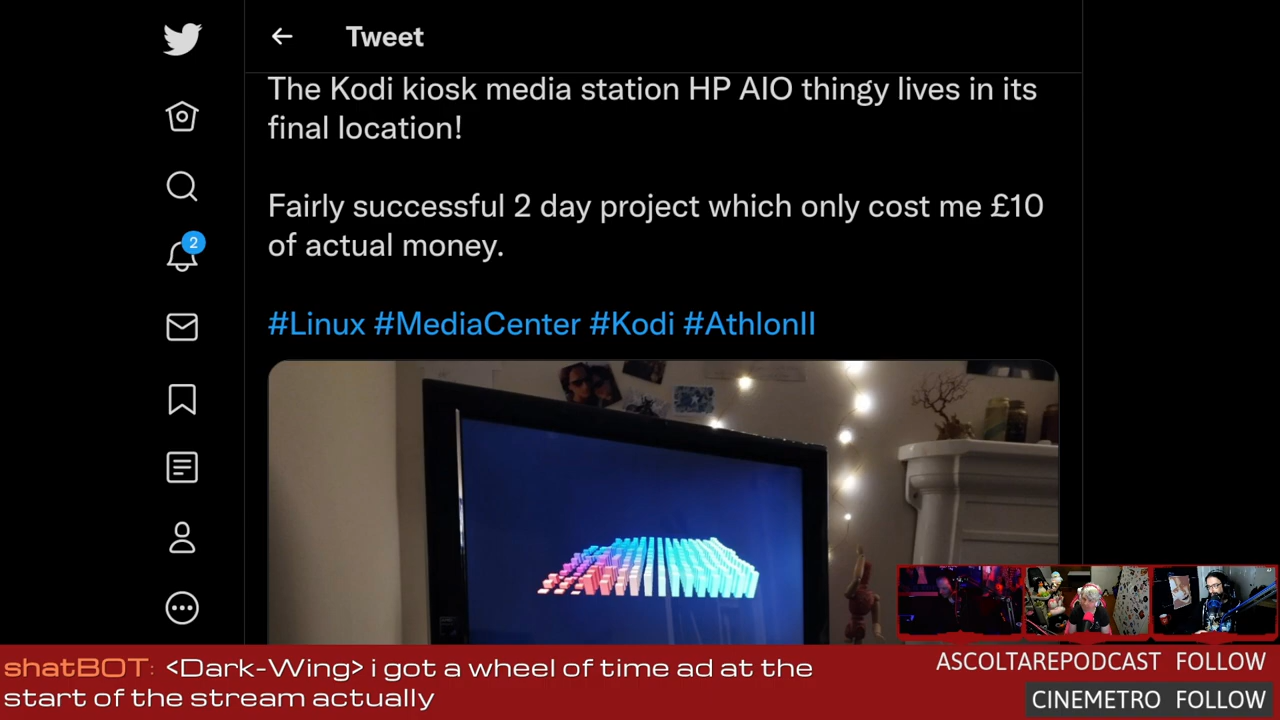 Tweet
The Kodi kiosk media station HP AIO thingy lives in its
final location!
Fairly successful 2 day project which only cost me £10
of actual money.
#Linux #MediaCenter #Kodi #AthlonII
2
shatBOT: <Dark-Wing> i got a wheel of time ad at the
start of the stream actually
ASCOLTAREPODCAST FOLLOW
CINEMETRO FOLLOW